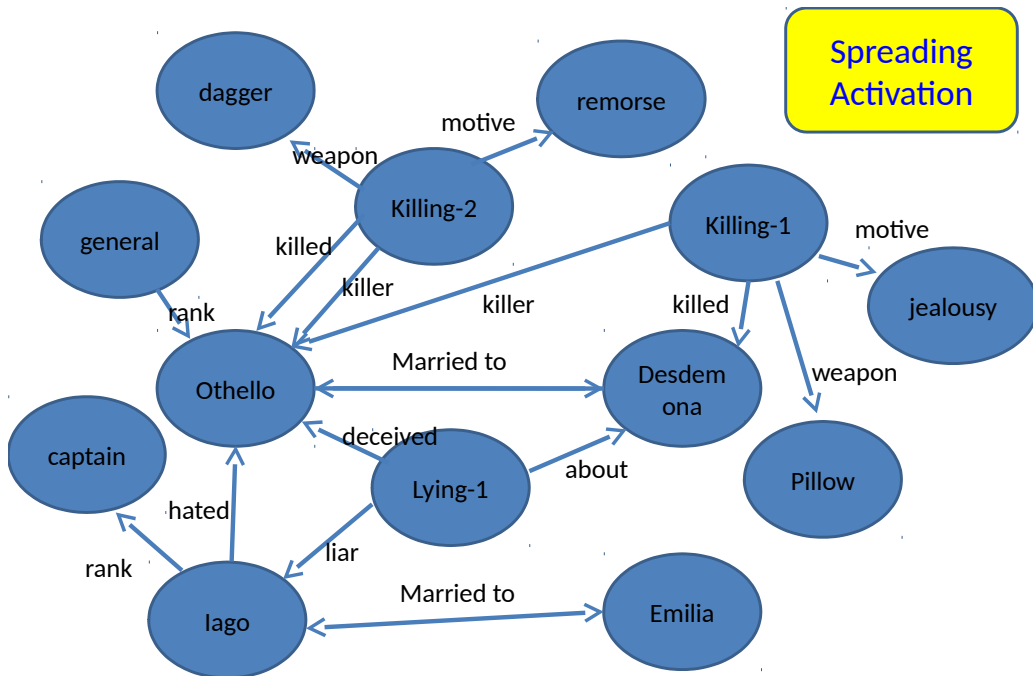 Spreading
Activation
dagger
remorse
motive
weapon
Killing-2
Killing-1
general
killed
motive
killer
rank
killer
killed
jealousy
Married to
Othello
Desdem
ona
weapon
captain
deceived
about
Lying-1
Pillow
hated
liar
rank
Married to
Iago
Emilia